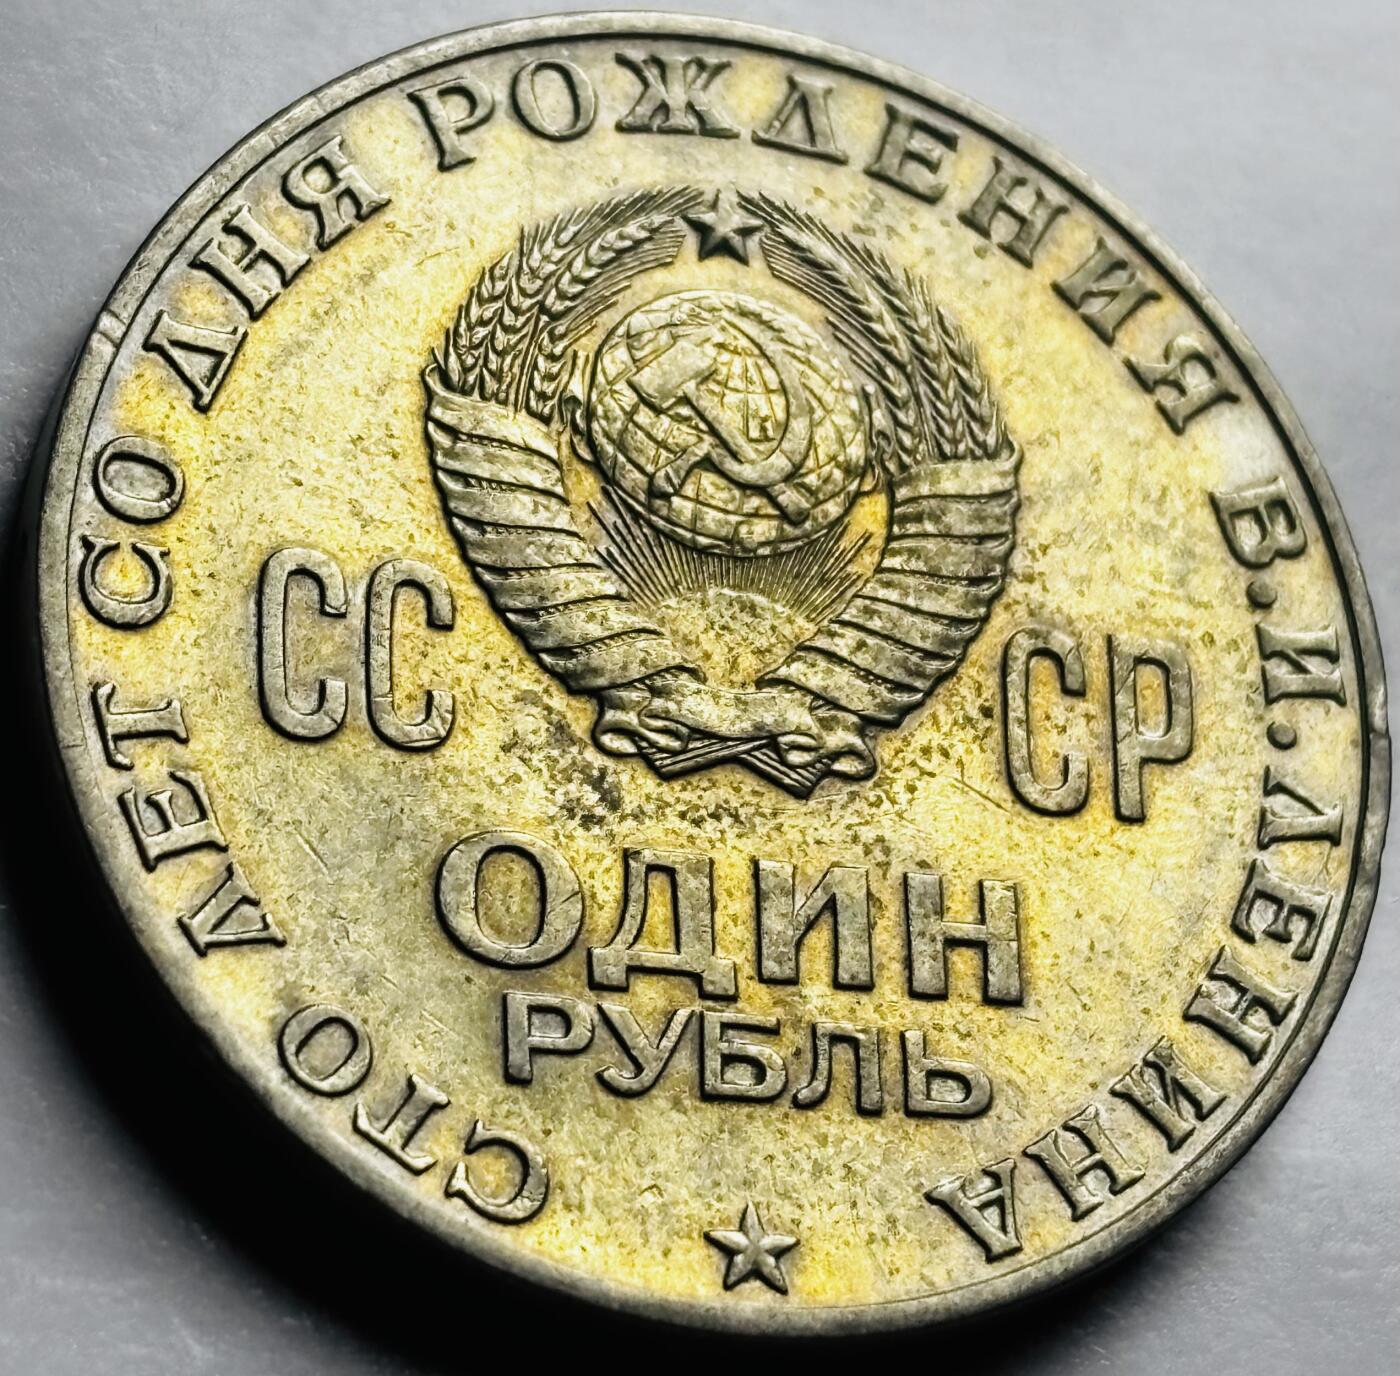 СТО ЛЕТ СО ДНЯ РОЖДЕНИЯ В.И.ЛЕНИНА
СС СР
ОДИН
РУБЛЬ